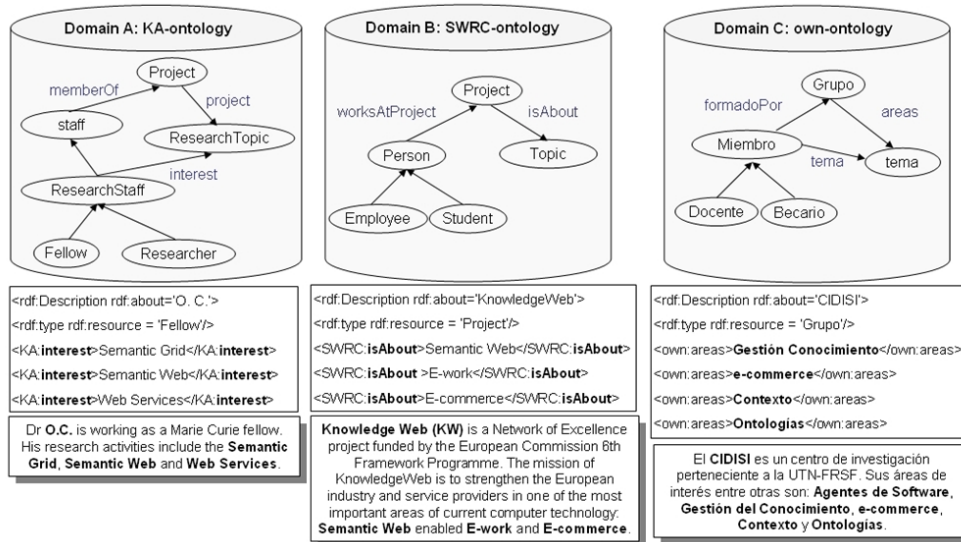 Domain A: KA-ontology
Project
memberOf
project
staff
ResearchTopic
interest
ResearchStaff
Fellow
Researcher
<rdf:Description rdf:about='O. C.'>
<rdf:type rdf:resource = 'Fellow'/>
<KA:interest>Semantic Grid</KA:interest>
<KA:interest>Semantic Web</KA:interest>
<KA:interest>Web Services</KA:interest>
Dr O.C. is working as a Marie Curie fellow.
His research activities include the Semantic
Grid, Semantic Web and Web Services.
Domain B: SWRC-ontology
Project
worksAtProject
isAbout
Person
Topic
Employee
Student
<rdf:Description rdf:about='KnowledgeWeb'>
<rdf:type rdf:resource = 'Project'/>
<SWRC:isAbout>Semantic Web</SWRC:isAbout>
<SWRC:isAbout >E-work</SWRC:isAbout>
<SWRC:isAbout>E-commerce</SWRC:isAbout>
Knowledge Web (KW) is a Network of Excellence
project funded by the European Commission 6th
Framework Programme. The mission of
KnowledgeWeb is to strengthen the European
industry and service providers in one of the most
important areas of current computer technology:
Semantic Web enabled E-work and E-commerce.
Domain C: own-ontology
Grupo
formadoPor
areas
Miembro
tema
tema
Docente
Becario
<rdf:Description rdf:about='CIDISI'>
<rdf:type rdf:resource = 'Grupo'/>
<own:areas>Gestión Conocimiento</own:areas>
<own:areas>e-commerce</own:areas>
<own:areas>Contexto</own:areas>
<own:areas>Ontologías</own:areas>
El CIDISI es un centro de investigación
perteneciente a la UTN-FRSF. Sus áreas de
interés entre otras son: Agentes de Software,
Gestión del Conocimiento, e-commerce,
Contexto y Ontologías.